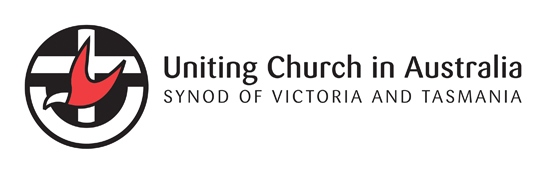 Uniting Church in Australia
SYNOD OF VICTORIA AND TASMANIA